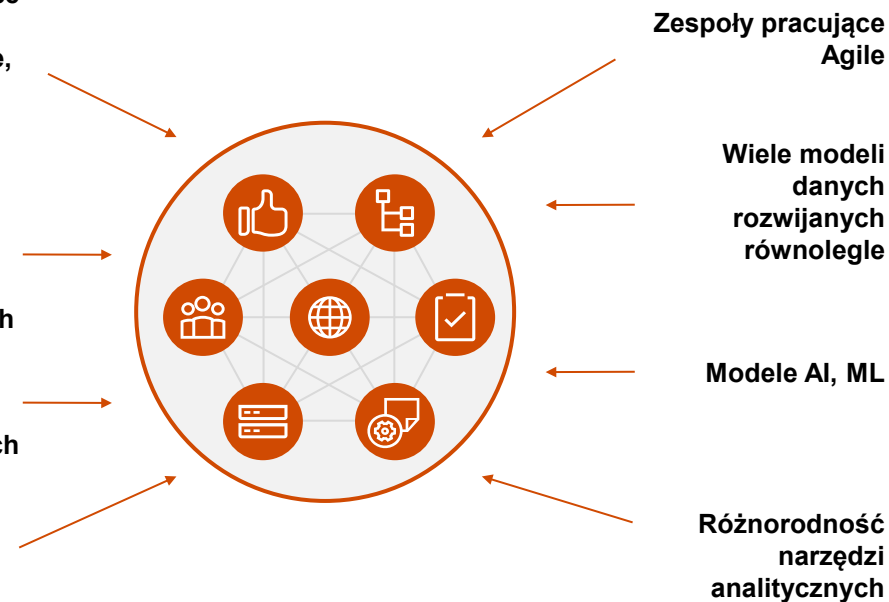 Zespoły pracujące
Agile
Wiele modeli
danych
rozwijanych
równolegle
Modele AI, ML
Różnorodność
narzędzi
analitycznych